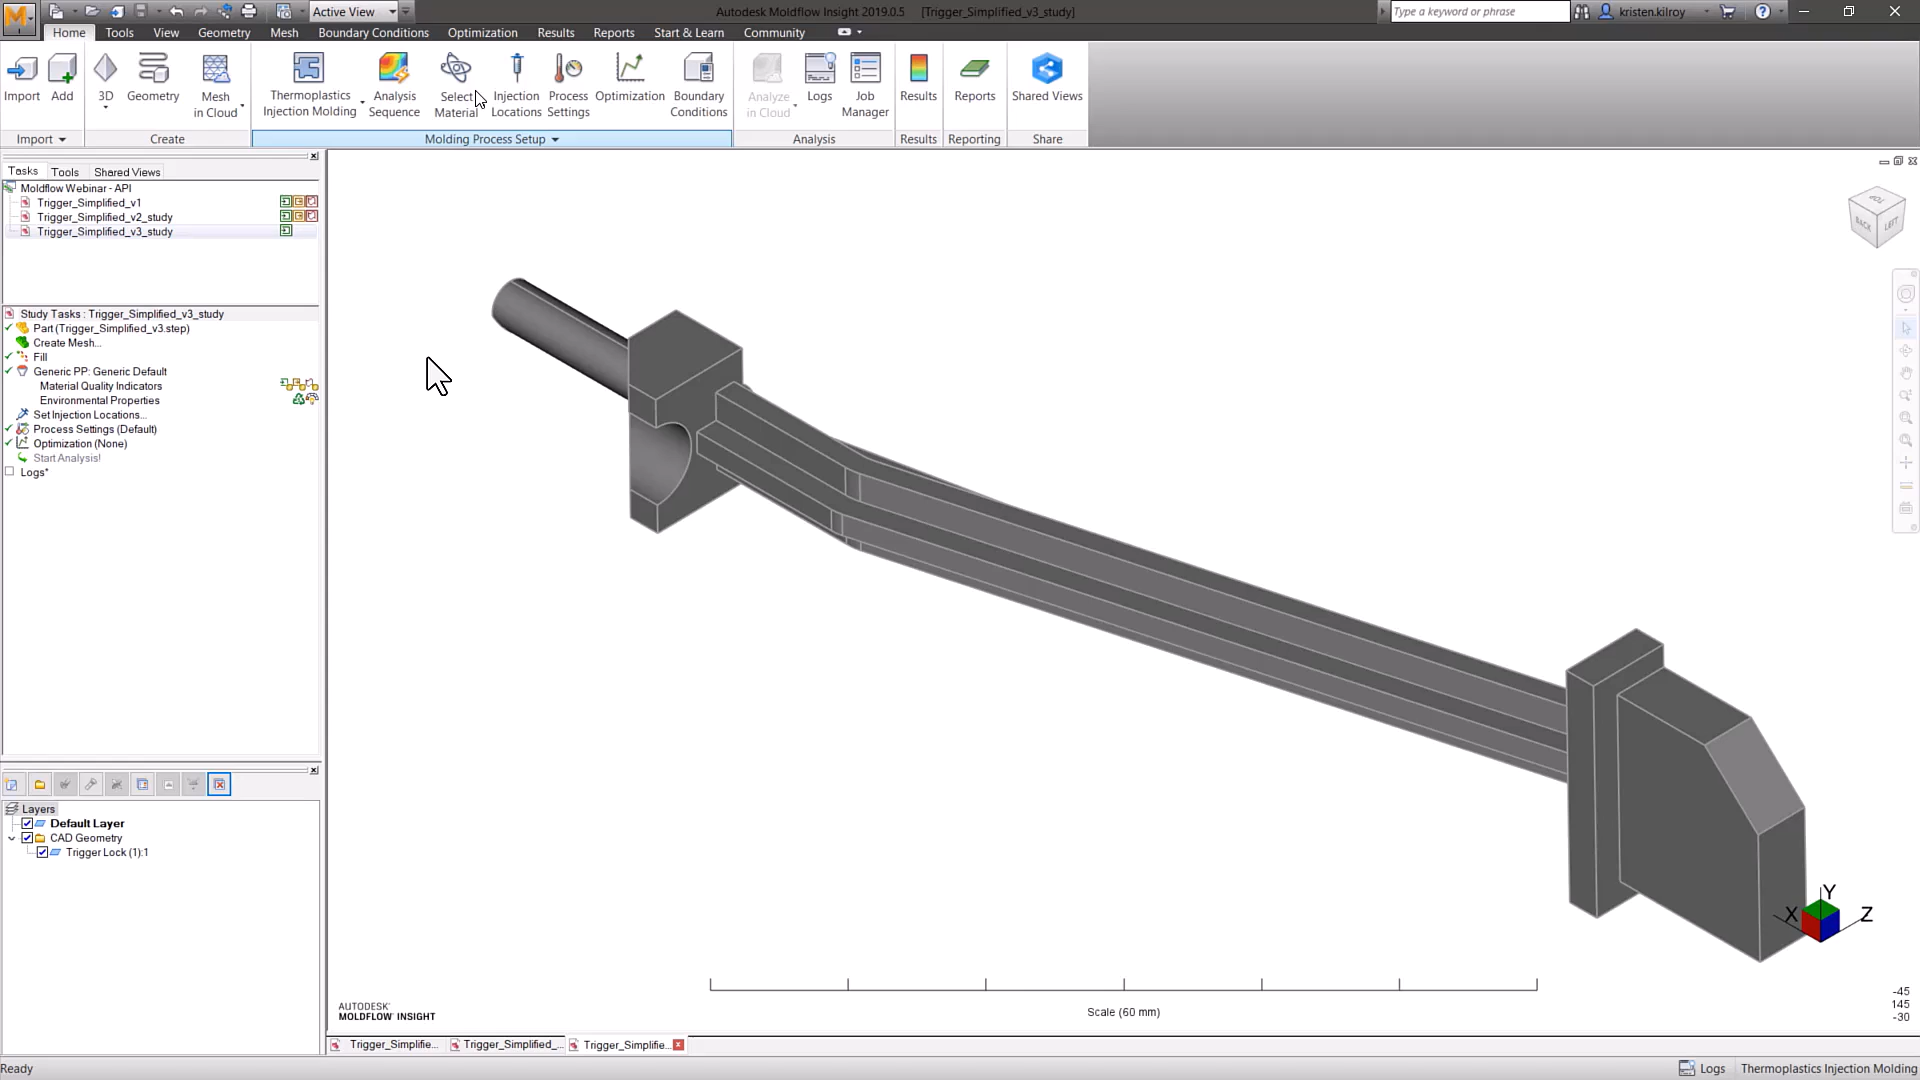 Active View
Autodesk Moldflow Insight 2019.0.5 [Trigger_Simplified_v3_study]
Type a keyword or phrase
kristen.kilroy
Home Tools View Geometry Mesh Boundary Conditions Optimization Results Reports Start & Learn Community
Import
Add
3D
Geometry
Mesh
in Cloud
Thermoplastics
Injection Molding
Analysis
Sequence
Select
Material
Injection
Locations
Process
Settings
Optimization
Boundary
Conditions
Analyze
in Cloud
Logs
Job
Manager
Results
Reports
Shared Views
Import Create Molding Process Setup Analysis Results Reporting Share
Tasks Tools Shared Views
Moldflow Webinar - API
Trigger_Simplified_v1
Trigger_Simplified_v2_study
Trigger_Simplified_v3_study
Study Tasks : Trigger_Simplified_v3_study
Part (Trigger_Simplified_v3.step)
Create Mesh...
Fill
Generic PP: Generic Default
Material Quality Indicators
Environmental Properties
Set Injection Locations...
Process Settings (Default)
Optimization (None)
Start Analysis!
Logs*
Layers
Default Layer
CAD Geometry
Trigger Lock (1):1
TOP
BACK
LEFT
Y
X
Z
Scale (60 mm)
-45
145
-30
AUTODESK'
MOLDFLOW INSIGHT
Trigger_Simplifie...
Trigger_Simplified_...
Trigger_Simplifie...
Ready
Logs
Thermoplastics Injection Molding